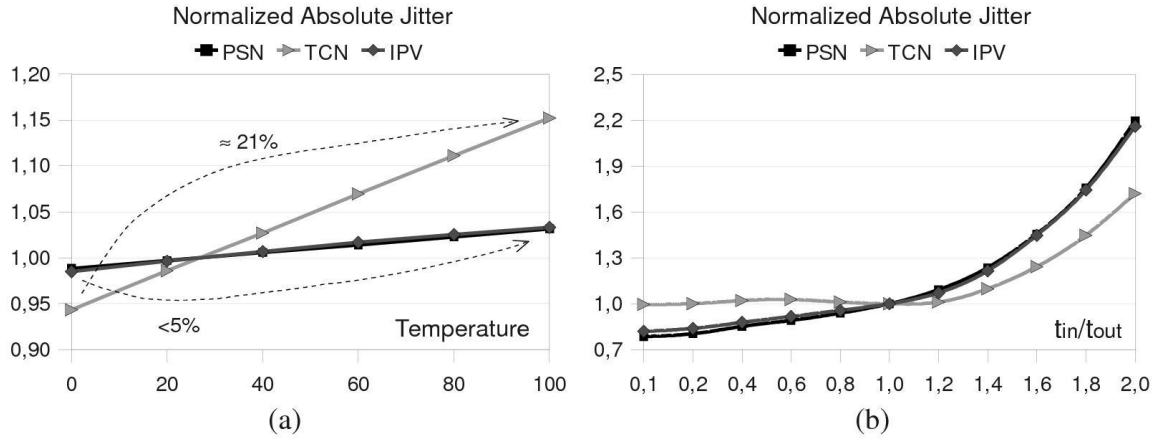 Normalized Absolute Jitter
PSN TCN IPV
1,20
1,15
1,10
1,05
1,00
0,95
0,90
≈ 21%
<5%
Temperature
0 20 40 60 80 100
(a)
Normalized Absolute Jitter
PSN TCN IPV
2,5
2,2
1,9
1,6
1,3
1,0
0,7
tin/tout
0,1 0,2 0,4 0,6 0,8 1,0 1,2 1,4 1,6 1,8 2,0
(b)